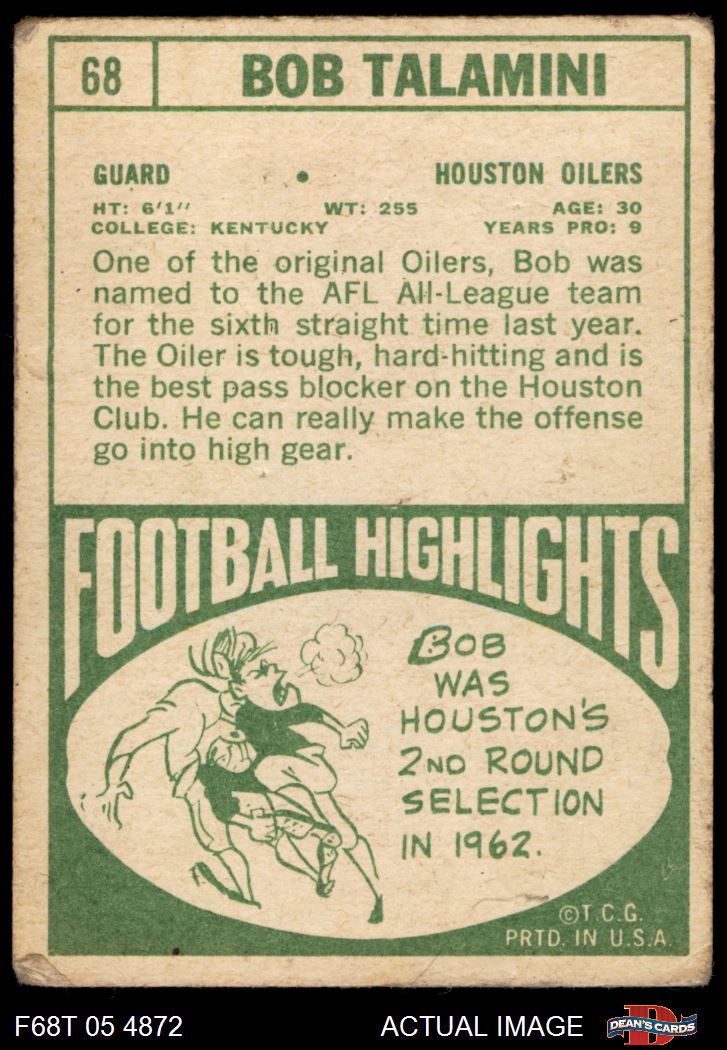 68 BOB TALAMINI
GUARD • HOUSTON OILERS
HT: 6'1" WT: 255 AGE: 30
COLLEGE: KENTUCKY YEARS PRO: 9
One of the original Oilers, Bob was
named to the AFL All-League team
for the sixth straight time last year.
The Oiler is tough, hard-hitting and is
the best pass blocker on the Houston
Club. He can really make the offense
go into high gear.
FOOTBALL HIGHLIGHTS
BOB
WAS
HOUSTON'S
2ND ROUND
SELECTION
IN 1962.
©T.C.G.
PRTD. IN U.S.A.
F68T 05 4872 ACTUAL IMAGE DEAN'S CARDS